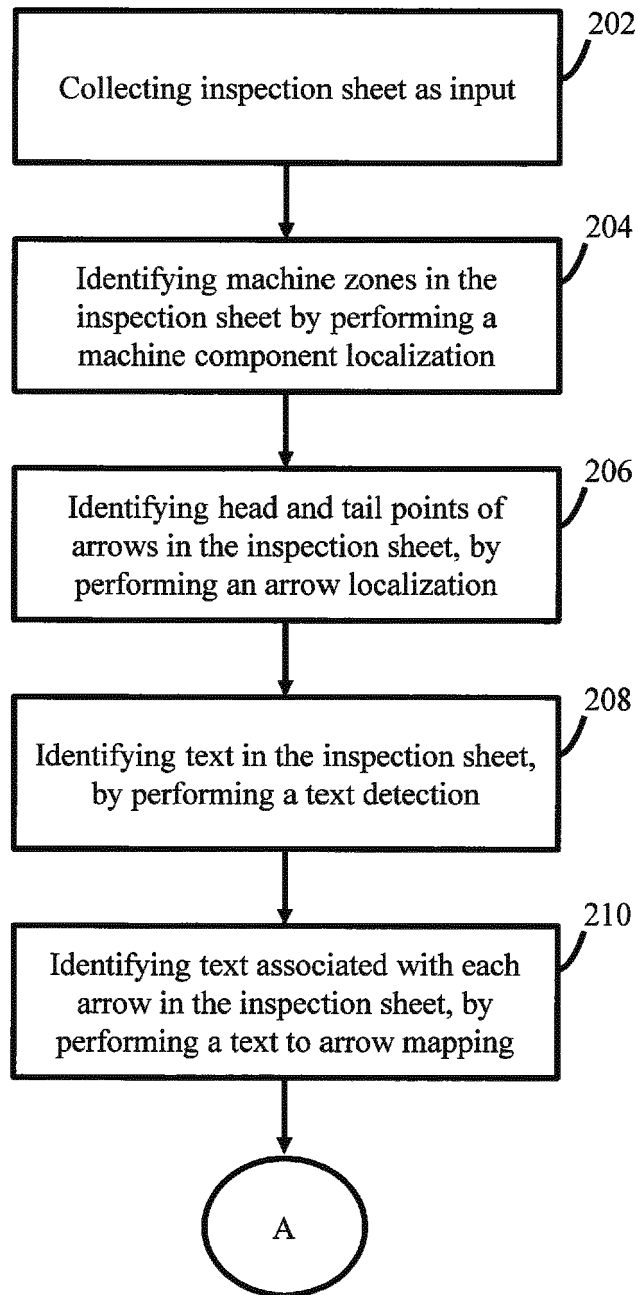 202
Collecting inspection sheet as input
204
Identifying machine zones in the
inspection sheet by performing a
machine component localization
206
Identifying head and tail points of
arrows in the inspection sheet, by
performing an arrow localization
208
Identifying text in the inspection sheet,
by performing a text detection
210
Identifying text associated with each
arrow in the inspection sheet, by
performing a text to arrow mapping
A